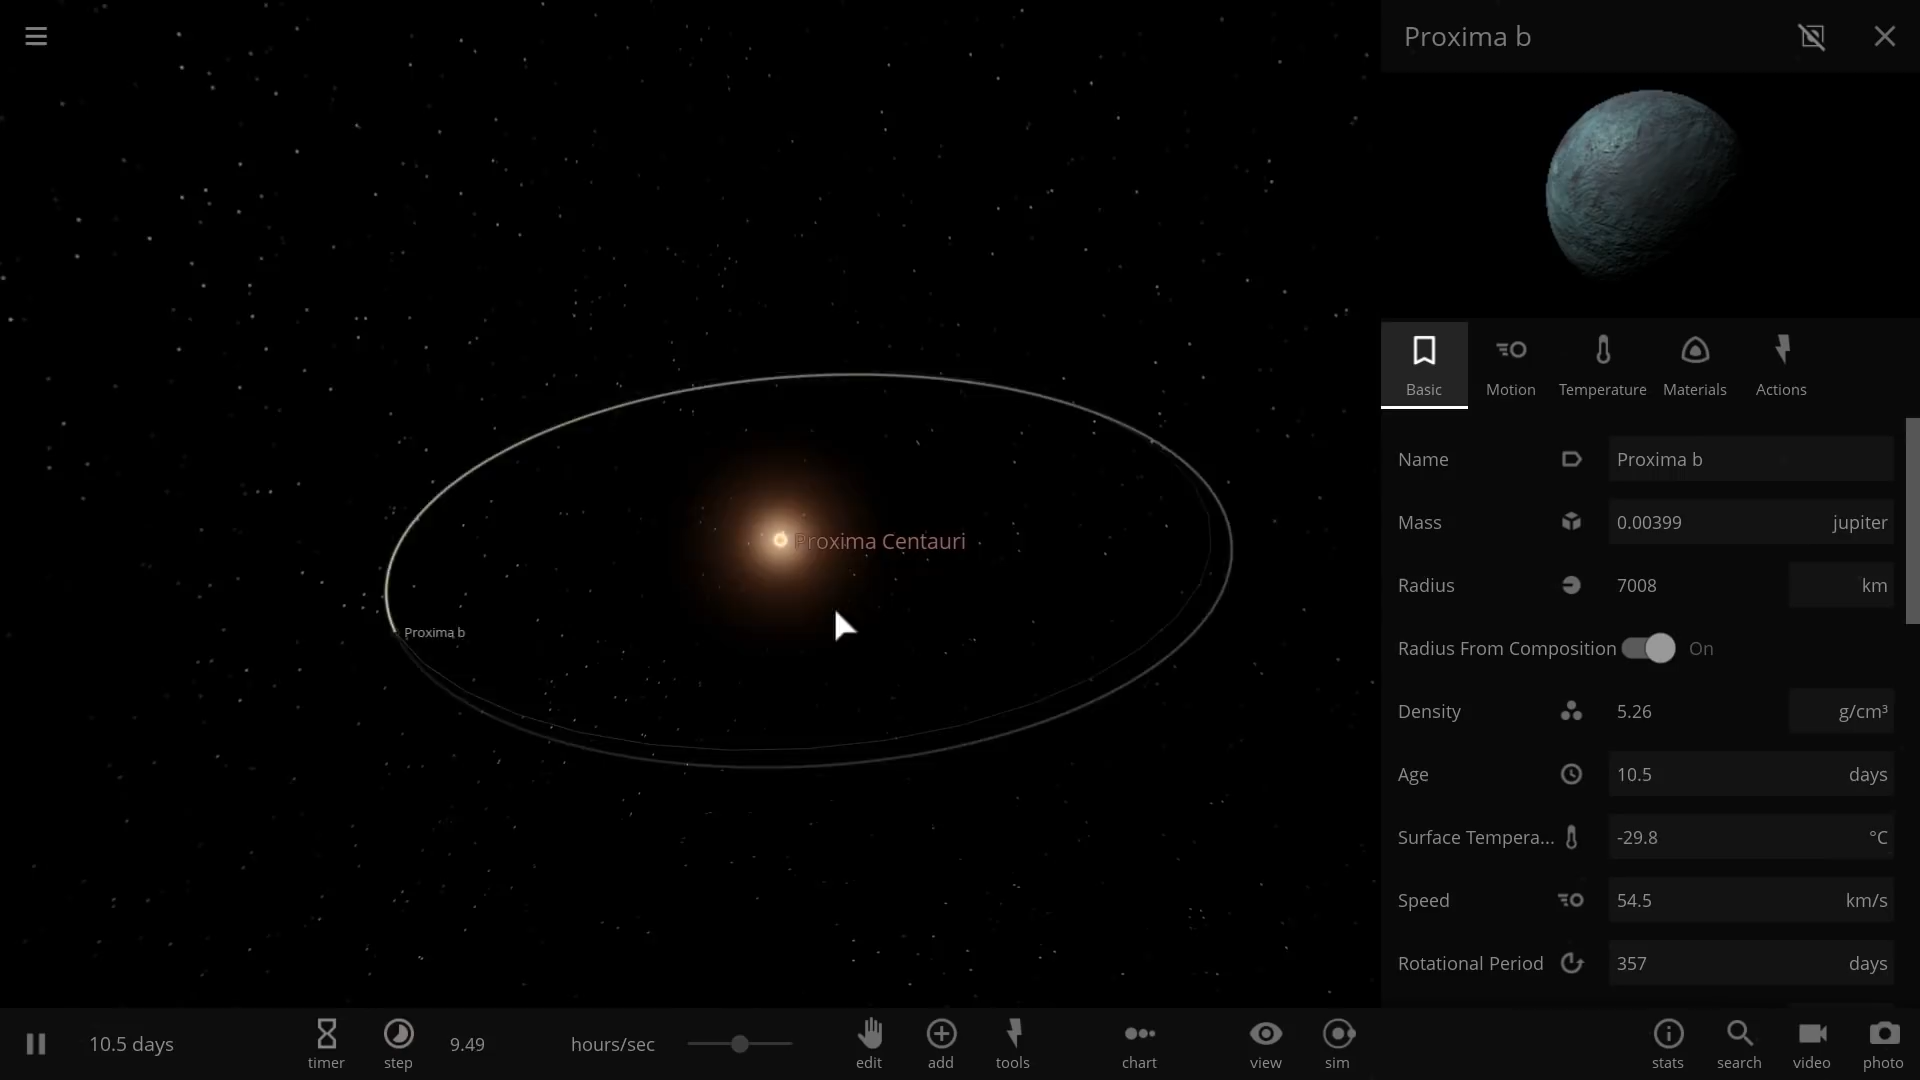 Proxima b
Basic
Motion
Temperature
Materials
Actions
Name
Proxima b
Mass
0.00399 jupiter
Radius
7008 km
Radius From Composition On
Density
5.26 g/cm³
Age
10.5 days
Surface Tempera...
-29.8 °C
Speed
54.5 km/s
Rotational Period
357 days
Proxima Centauri
Proxima b
10.5 days
timer
step
9.49 hours/sec
edit
add
tools
chart
view
sim
stats
search
video
photo